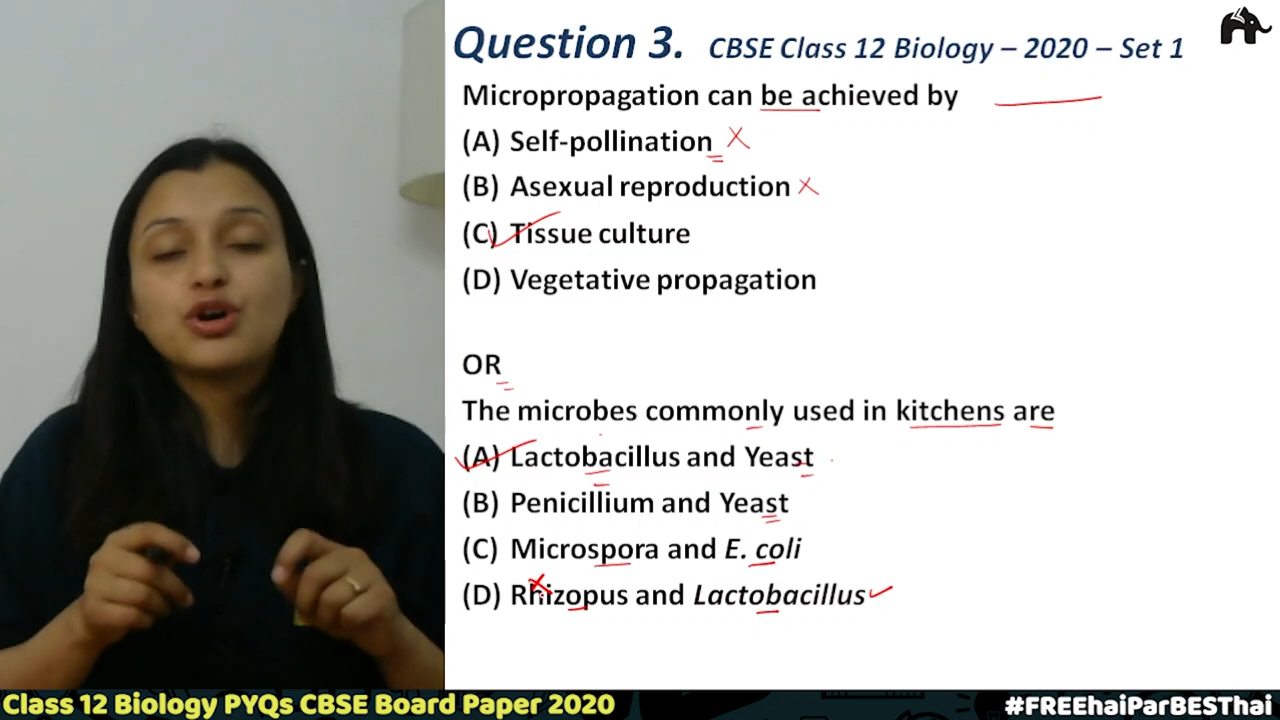 Question 3. CBSE Class 12 Biology – 2020 – Set 1
Micropropagation can be achieved by
(A) Self-pollination
(B) Asexual reproduction
(C) Tissue culture
(D) Vegetative propagation
OR
The microbes commonly used in kitchens are
(A) Lactobacillus and Yeast
(B) Penicillium and Yeast
(C) Microspora and E. coli
(D) Rhizopus and Lactobacillus
Class 12 Biology PYQs CBSE Board Paper 2020
#FREEhaiParBESThai